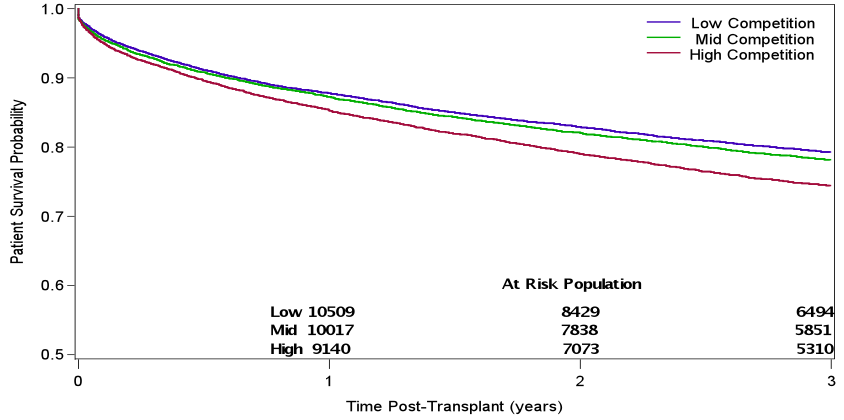 1.0
Low Competition
Mid Competition
High Competition
0.9
0.8
0.7
0.6
0.5
Patient Survival Probability
At Risk Population
Low 10509 8429 6494
Mid 10017 7838 5851
High 9140 7073 5310
0 1 2 3
Time Post-Transplant (years)